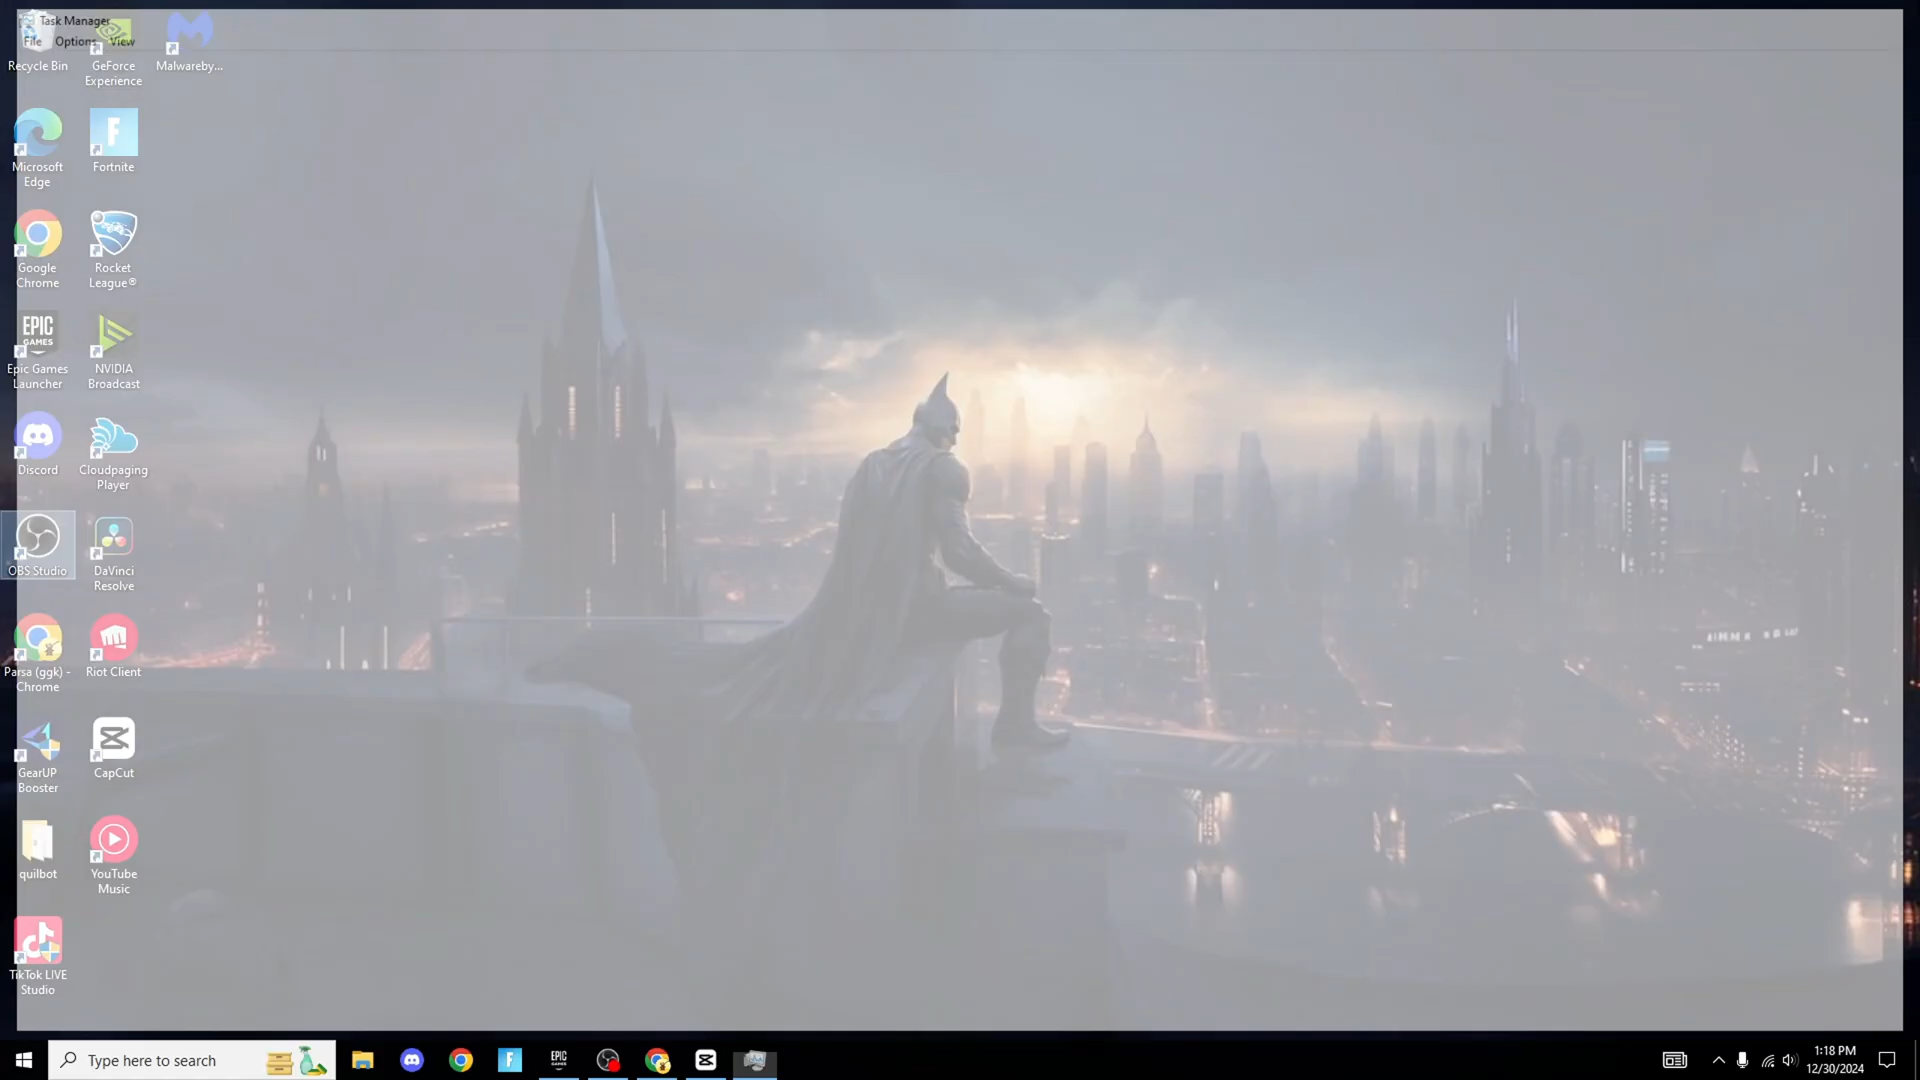 Task Manager
File Options View
Recycle Bin
GeForce
Experience
Malwareby...
Microsoft
Edge
F
Fortnite
Google
Chrome
Rocket
League®
EPIC
GAMES
Epic Games
Launcher
NVIDIA
Broadcast
Discord
Cloudpaging
Player
OBS Studio
DaVinci
Resolve
Parsa (ggk) -
Chrome
Riot Client
GearUP
Booster
CapCut
quilbot
YouTube
Music
TikTok LIVE
Studio
Type here to search
F
EPIC
GAMES
1:18 PM
12/30/2024